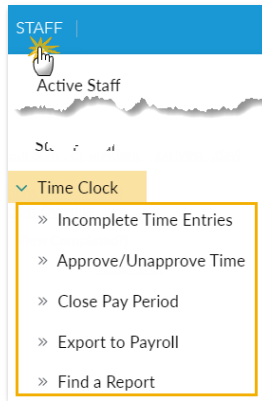 STAFF
Active Staff
Time Clock
» Incomplete Time Entries
» Approve/Unapprove Time
» Close Pay Period
» Export to Payroll
» Find a Report